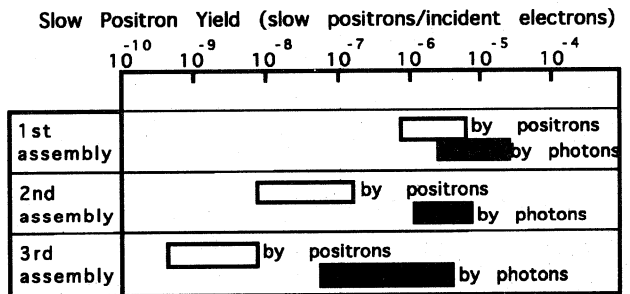 Slow Positron Yield (slow positrons/incident electrons)
10^-10 10^-9 10^-8 10^-7 10^-6 10^-5 10^-4
1st assembly
by positrons
by photons
2nd assembly
by positrons
by photons
3rd assembly
by positrons
by photons